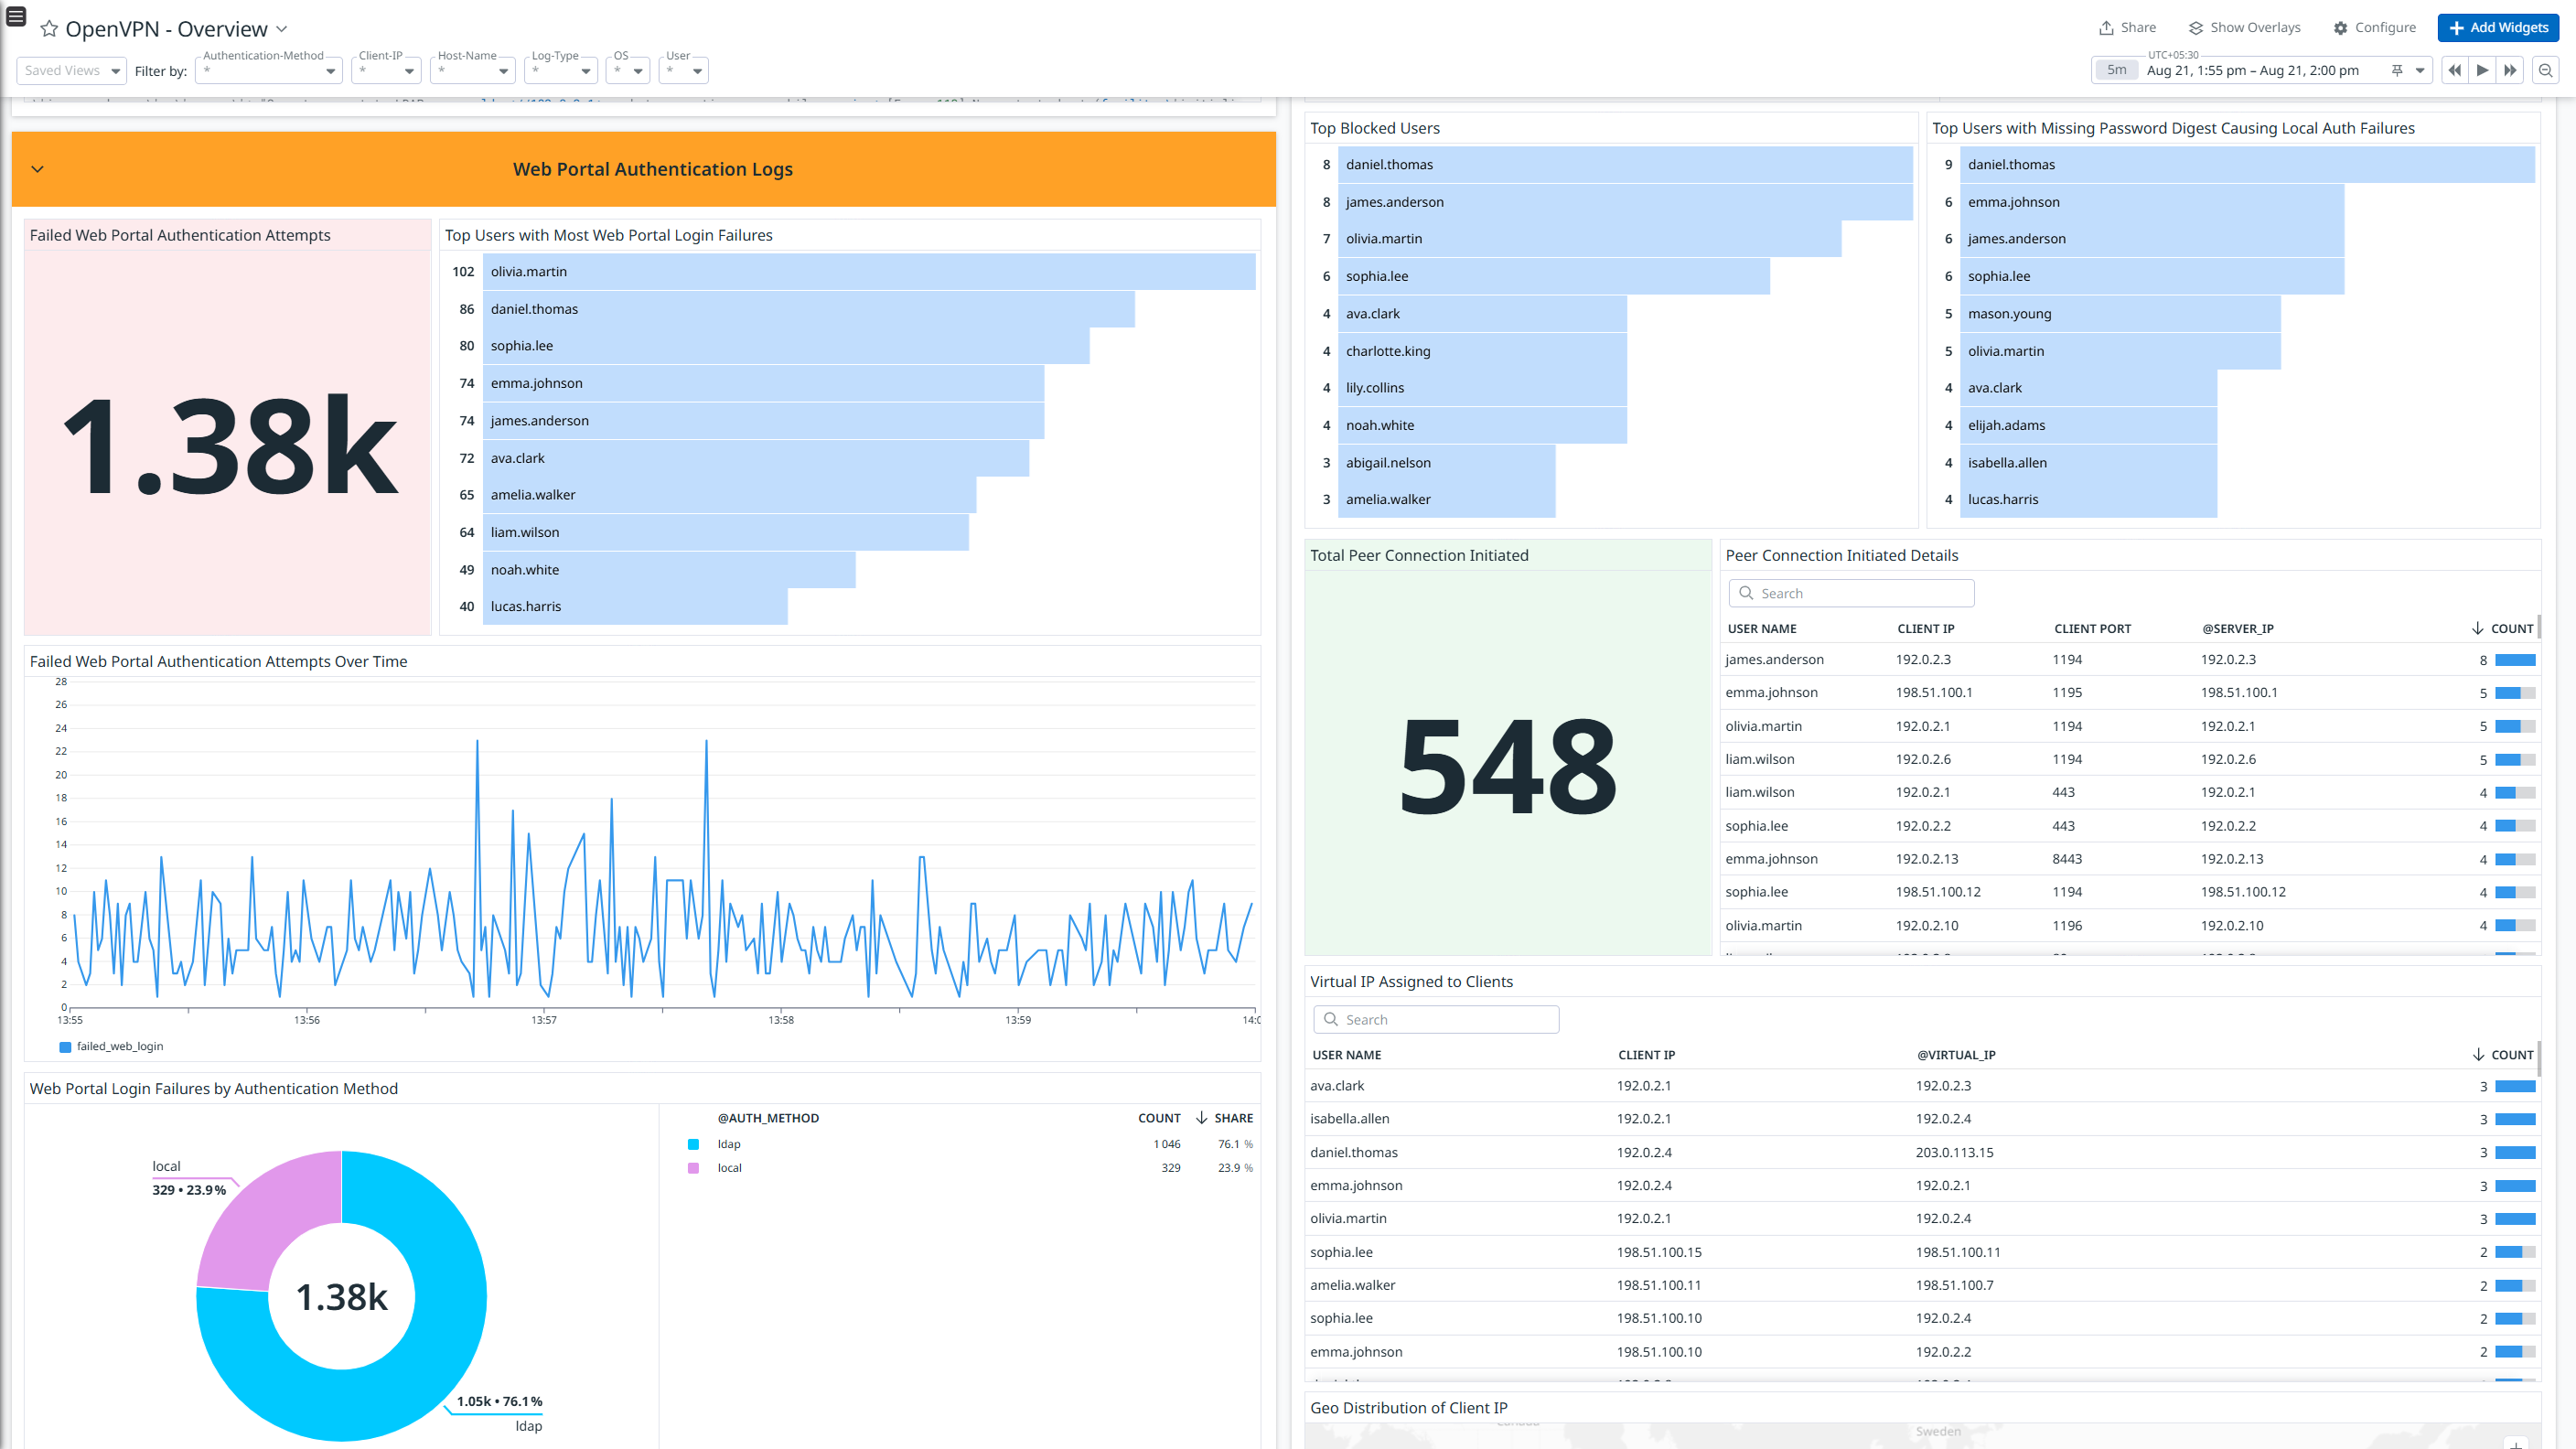 OpenVPN - Overview
Share
Show Overlays
Configure
Add Widgets
Saved Views
Filter by:
Authentication-Method
*
Client-IP
*
Host-Name
*
Log-Type
*
OS
*
User
*
UTC+05:30
5m
Aug 21, 1:55 pm – Aug 21, 2:00 pm
Web Portal Authentication Logs
Failed Web Portal Authentication Attempts
1.38k
Top Users with Most Web Portal Login Failures
102 olivia.martin
86 daniel.thomas
80 sophia.lee
74 emma.johnson
74 james.anderson
72 ava.clark
65 amelia.walker
64 liam.wilson
49 noah.white
40 lucas.harris
Failed Web Portal Authentication Attempts Over Time
28
26
24
22
20
18
16
14
12
10
8
6
4
2
0
13:55 13:56 13:57 13:58 13:59
failed_web_login
Web Portal Login Failures by Authentication Method
local
329 • 23.9%
1.38k
1.05k • 76.1%
ldap
@AUTH_METHOD COUNT SHARE
ldap 1 046 76.1 %
local 329 23.9 %
Top Blocked Users
8 daniel.thomas
8 james.anderson
7 olivia.martin
6 sophia.lee
4 ava.clark
4 charlotte.king
4 lily.collins
4 noah.white
3 abigail.nelson
3 amelia.walker
Top Users with Missing Password Digest Causing Local Auth Failures
9 daniel.thomas
6 emma.johnson
6 james.anderson
6 sophia.lee
5 mason.young
5 olivia.martin
4 ava.clark
4 elijah.adams
4 isabella.allen
4 lucas.harris
Total Peer Connection Initiated
548
Peer Connection Initiated Details
Search
USER NAME CLIENT IP CLIENT PORT @SERVER_IP COUNT
james.anderson 192.0.2.3 1194 192.0.2.3 8
emma.johnson 198.51.100.1 1195 198.51.100.1 5
olivia.martin 192.0.2.1 1194 192.0.2.1 5
liam.wilson 192.0.2.6 1194 192.0.2.6 5
liam.wilson 192.0.2.1 443 192.0.2.1 4
sophia.lee 192.0.2.2 443 192.0.2.2 4
emma.johnson 192.0.2.13 8443 192.0.2.13 4
sophia.lee 198.51.100.12 1194 198.51.100.12 4
olivia.martin 192.0.2.10 1196 192.0.2.10 4
Virtual IP Assigned to Clients
Search
USER NAME CLIENT IP @VIRTUAL_IP COUNT
ava.clark 192.0.2.1 192.0.2.3 3
isabella.allen 192.0.2.1 192.0.2.4 3
daniel.thomas 192.0.2.4 203.0.113.15 3
emma.johnson 192.0.2.4 192.0.2.1 3
olivia.martin 192.0.2.1 192.0.2.4 3
sophia.lee 198.51.100.15 198.51.100.11 2
amelia.walker 198.51.100.11 198.51.100.7 2
sophia.lee 198.51.100.10 192.0.2.4 2
emma.johnson 198.51.100.10 192.0.2.2 2
Geo Distribution of Client IP
Sweden